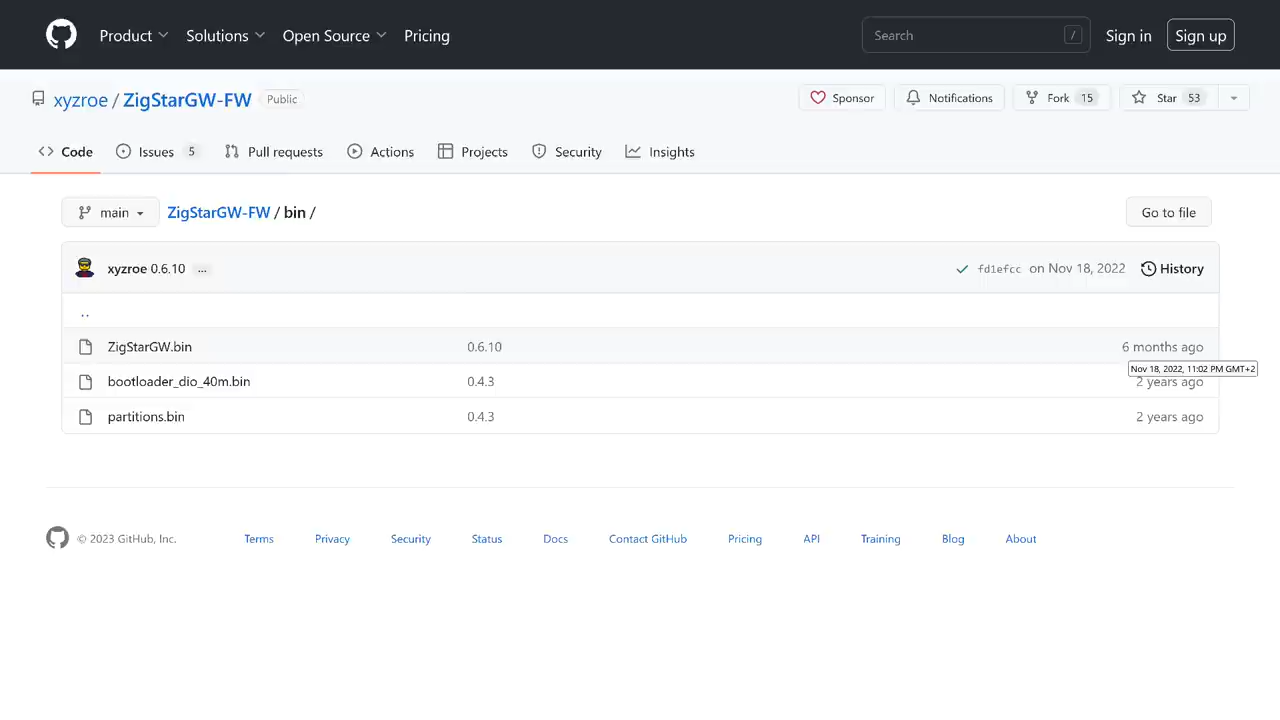 Product Solutions Open Source Pricing Search / Sign in Sign up
xyzroe / ZigStarGW-FW Public Sponsor Notifications Fork 15 Star 53
Code Issues 5 Pull requests Actions Projects Security Insights
main ZigStarGW-FW / bin / Go to file
xyzroe 0.6.10 ... fd1efcc on Nov 18, 2022 History
..
ZigStarGW.bin 0.6.10 6 months ago
Nov 18, 2022, 11:02 PM GMT+2
bootloader_dio_40m.bin 0.4.3 2 years ago
partitions.bin 0.4.3 2 years ago
© 2023 GitHub, Inc. Terms Privacy Security Status Docs Contact GitHub Pricing API Training Blog About